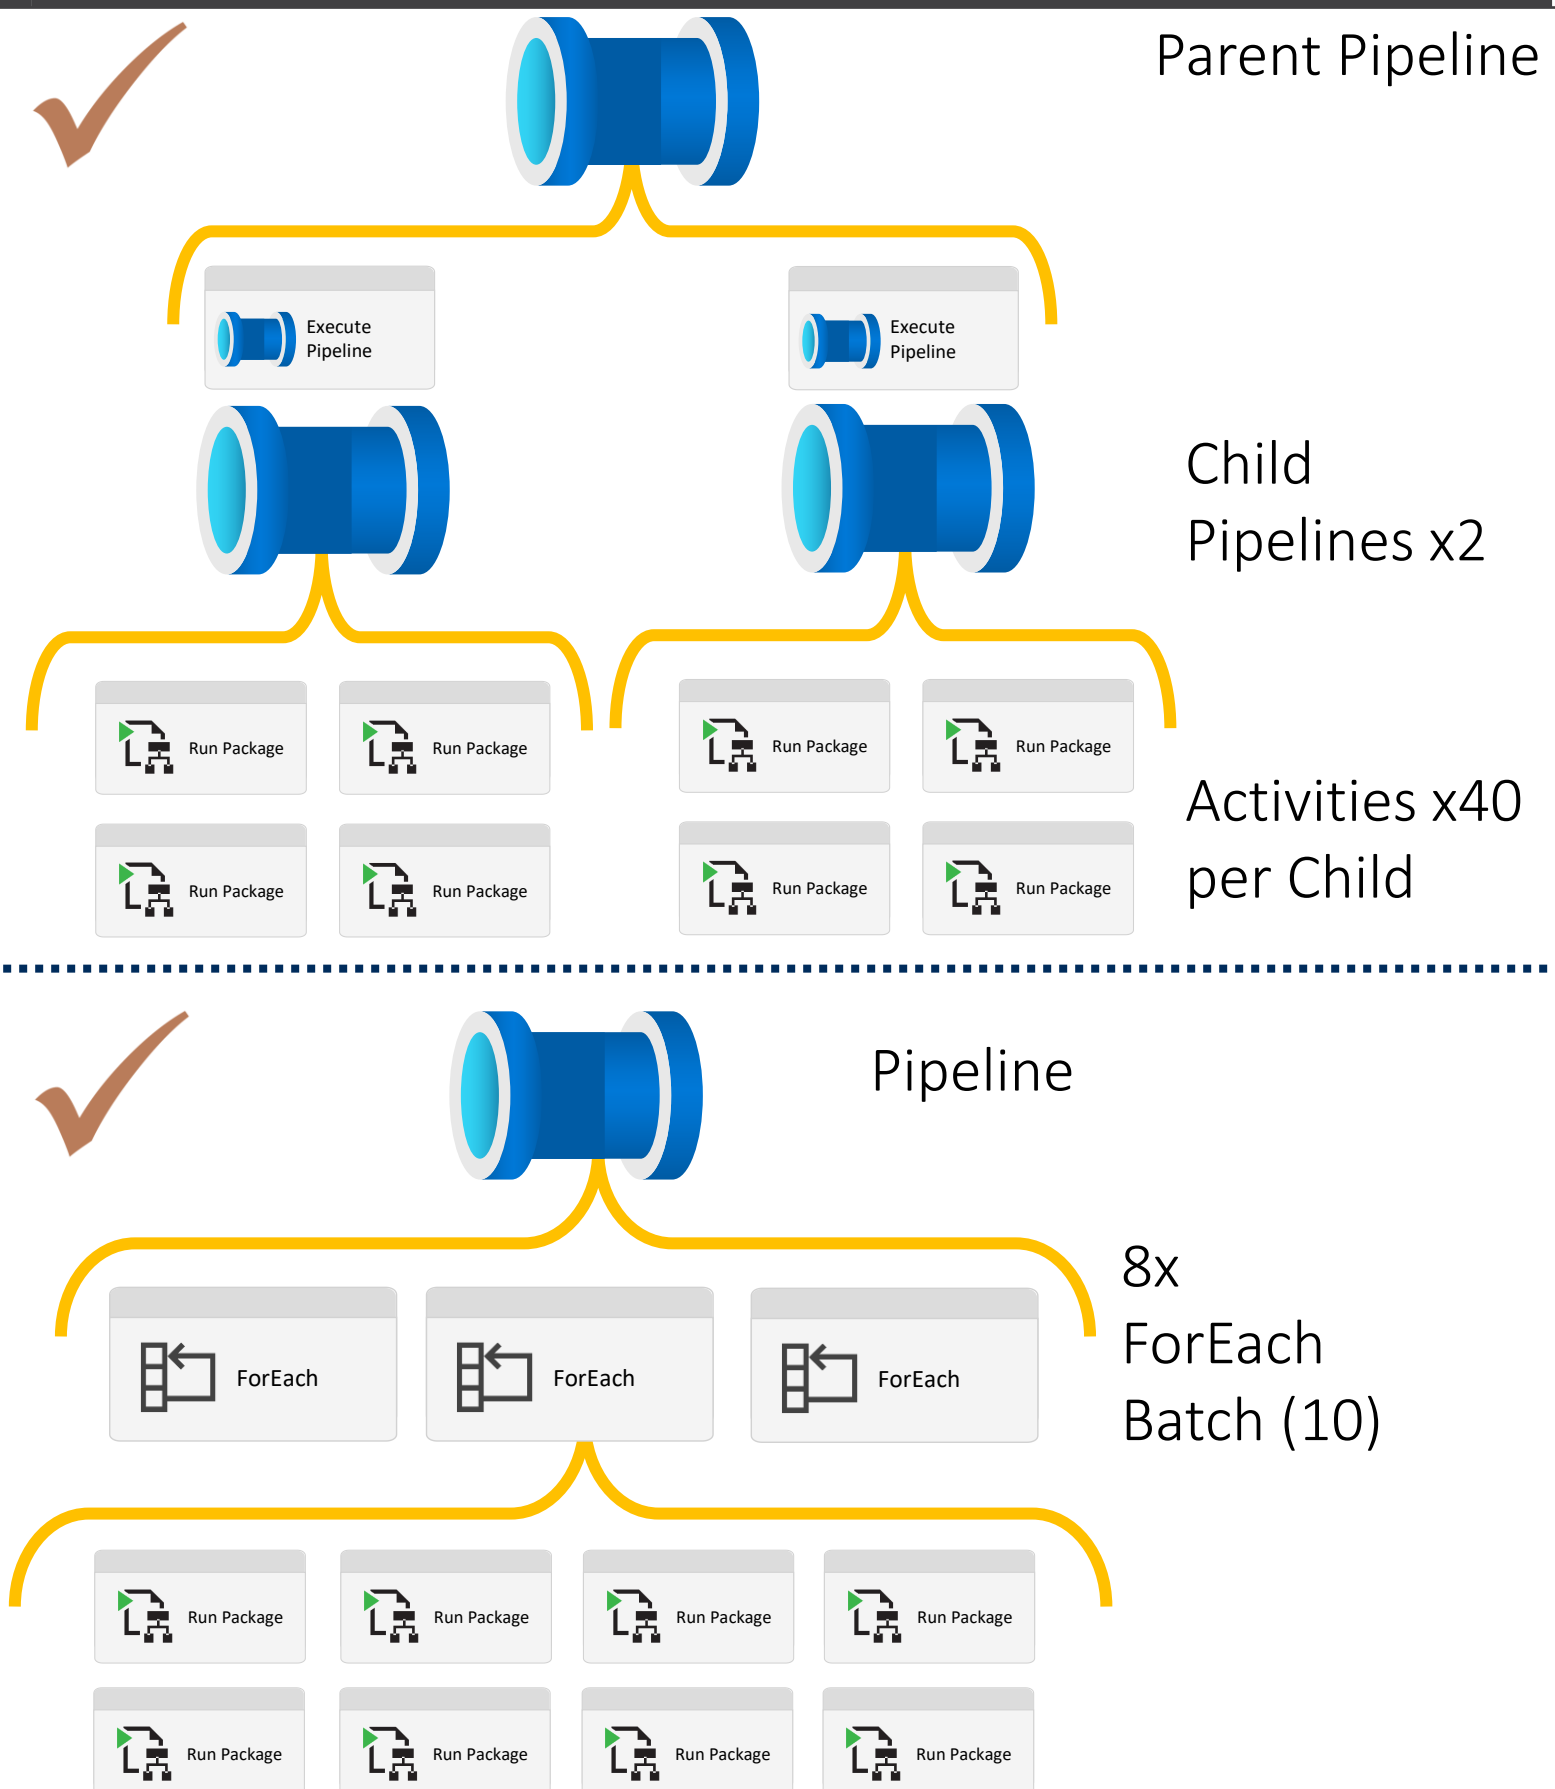 Parent Pipeline
Execute
Pipeline
Execute
Pipeline
Child
Pipelines x2
Run Package
Run Package
Run Package
Run Package
Activities x40
per Child
Run Package
Run Package
Run Package
Run Package
Pipeline
8x
ForEach
Batch (10)
ForEach
ForEach
ForEach
Run Package
Run Package
Run Package
Run Package
Run Package
Run Package
Run Package
Run Package